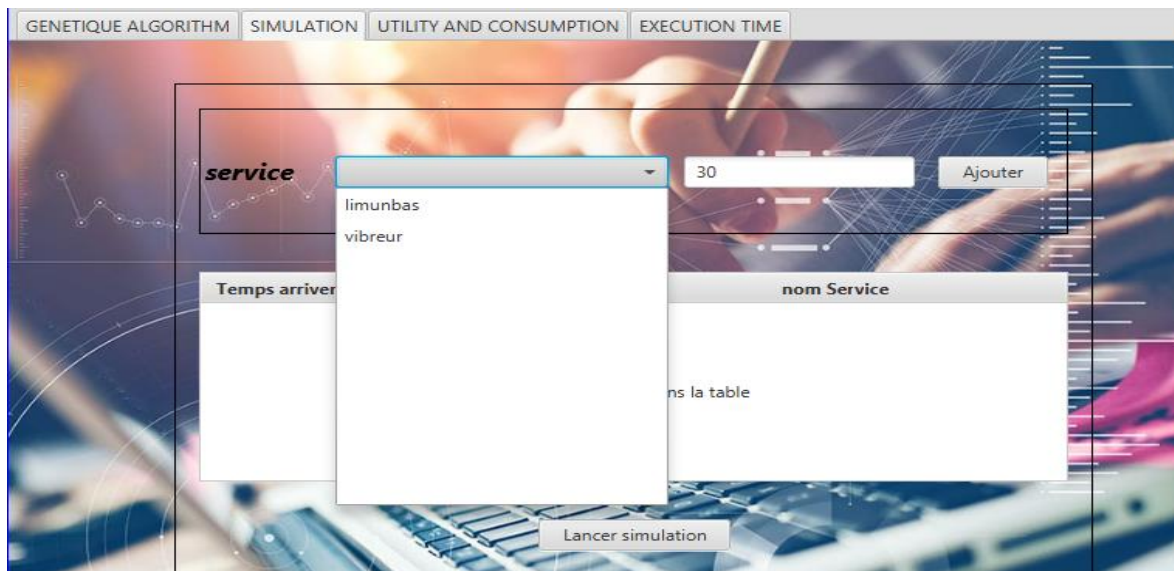 GENETIQUE ALGORITHM SIMULATION UTILITY AND CONSUMPTION EXECUTION TIME
service 30 Ajouter
limunbas
vibreur
Temps arriver nom Service
ns la table
Lancer simulation